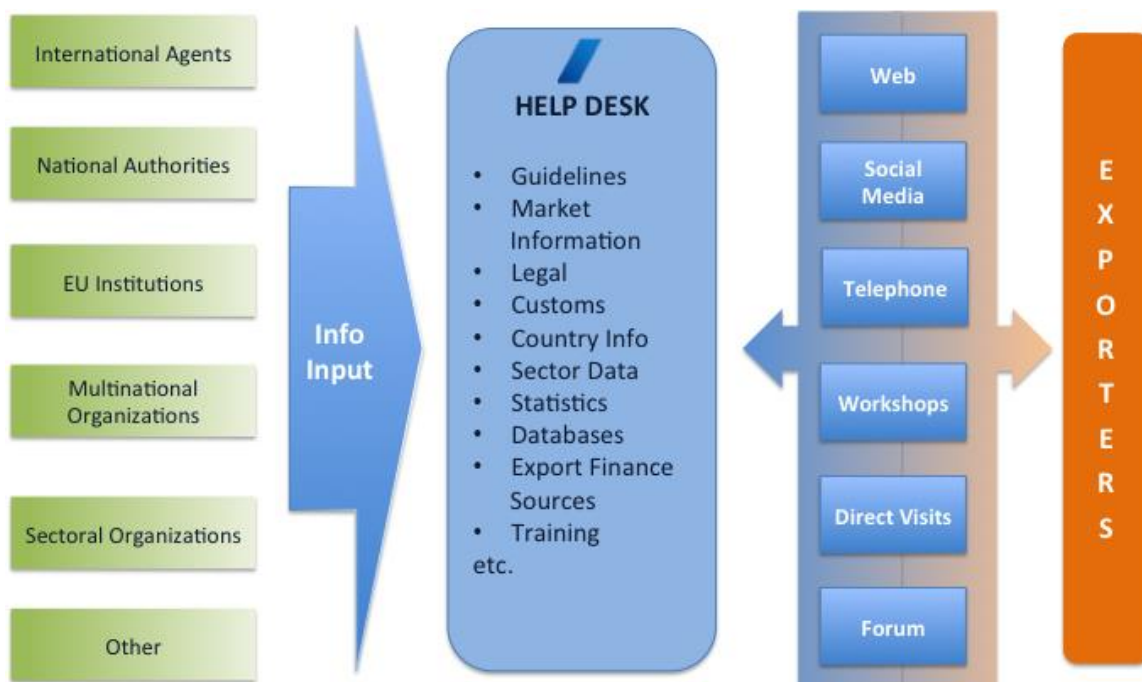 International Agents
National Authorities
EU Institutions
Multinational
Organizations
Sectoral Organizations
Other
Info
Input
HELP DESK
• Guidelines
• Market
Information
• Legal
• Customs
• Country Info
• Sector Data
• Statistics
• Databases
• Export Finance
Sources
• Training
etc.
Web
Social
Media
Telephone
Workshops
Direct Visits
Forum
E
X
P
O
R
T
E
R
S